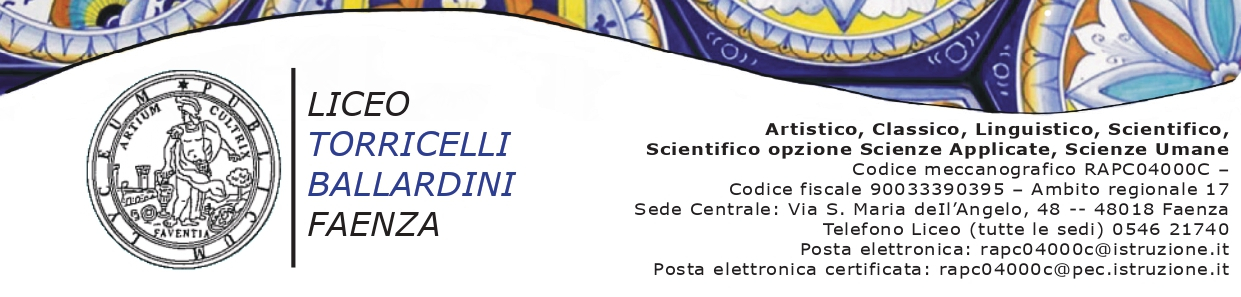 LYCEUM PUBLICUM
ARTIUM CULTRIX
FAVENTIA
LICEO
TORRICELLI
BALLARDINI
FAENZA
Artistico, Classico, Linguistico, Scientifico,
Scientifico opzione Scienze Applicate, Scienze Umane
Codice meccanografico RAPC04000C –
Codice fiscale 90033390395 – Ambito regionale 17
Sede Centrale: Via S. Maria deIl’Angelo, 48 -- 48018 Faenza
Telefono Liceo (tutte le sedi) 0546 21740
Posta elettronica: rapc04000c@istruzione.it
Posta elettronica certificata: rapc04000c@pec.istruzione.it